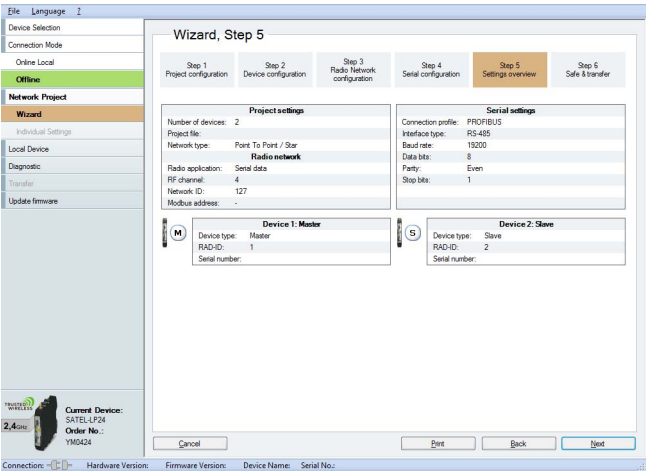 File Language ?
Device Selection
Connection Mode
Online Local
Offline
Network Project
Wizard
Individual Settings
Local Device
Diagnostic
Transfer
Update firmware
Wizard, Step 5
Step 1
Project configuration
Step 2
Device configuration
Step 3
Radio Network
configuration
Step 4
Serial configuration
Step 5
Settings overview
Step 6
Safe & transfer
Project settings
Number of devices: 2
Project file:
Network type: Point To Point / Star
Radio network
Radio application: Serial data
RF channel: 4
Network ID: 127
Modbus address: -
Serial settings
Connection profile: PROFIBUS
Interface type: RS-485
Baud rate: 19200
Data bits: 8
Parity: Even
Stop bits: 1
M
Device 1: Master
Device type: Master
RAD-ID: 1
Serial number:
S
Device 2: Slave
Device type: Slave
RAD-ID: 2
Serial number:
TRUSTED
WIRELESS
2,4GHz
Current Device:
SATEL-LP24
Order No.:
YM0424
Cancel Print Back Next
Connection: Hardware Version: Firmware Version: Device Name: Serial No.: